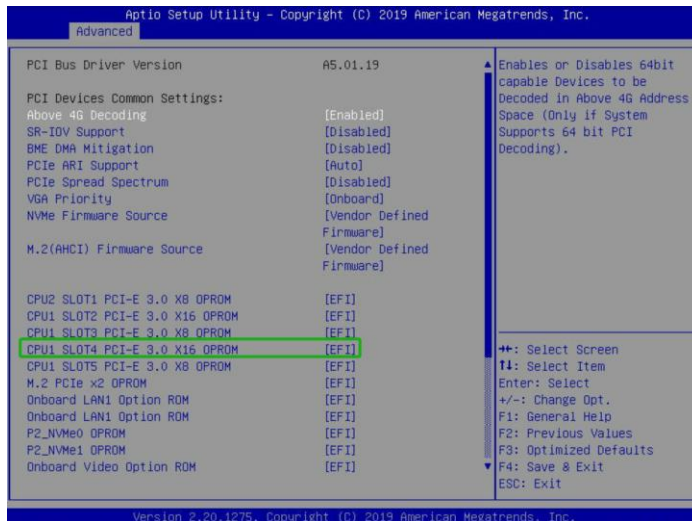 Aptio Setup Utility – Copyright (C) 2019 American Megatrends, Inc.
Advanced
PCI Bus Driver Version A5.01.19
PCI Devices Common Settings:
Above 4G Decoding [Enabled]
SR-IOV Support [Disabled]
BME DMA Mitigation [Disabled]
PCIe ARI Support [Auto]
PCIe Spread Spectrum [Disabled]
VGA Priority [Onboard]
NVMe Firmware Source [Vendor Defined
Firmware]
M.2(AHCI) Firmware Source [Vendor Defined
Firmware]
CPU2 SLOT1 PCI-E 3.0 X8 OPROM [EFI]
CPU1 SLOT2 PCI-E 3.0 X16 OPROM [EFI]
CPU1 SLOT3 PCI-E 3.0 X8 OPROM [EFI]
CPU1 SLOT4 PCI-E 3.0 X16 OPROM [EFI]
CPU1 SLOT5 PCI-E 3.0 X8 OPROM [EFI]
M.2 PCIe x2 OPROM [EFI]
Onboard LAN1 Option ROM [EFI]
Onboard LAN1 Option ROM [EFI]
P2_NVMe0 OPROM [EFI]
P2_NVMe1 OPROM [EFI]
Onboard Video Option ROM [EFI]
Enables or Disables 64bit
capable Devices to be
Decoded in Above 4G Address
Space (Only if System
Supports 64 bit PCI
Decoding).
→←: Select Screen
↑↓: Select Item
Enter: Select
+/-: Change Opt.
F1: General Help
F2: Previous Values
F3: Optimized Defaults
F4: Save & Exit
ESC: Exit
Version 2.20.1275. Copyright (C) 2019 American Megatrends, Inc.